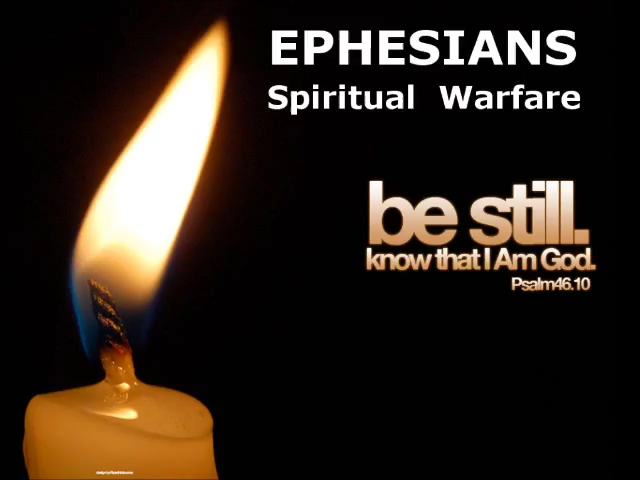 EPHESIANS
Spiritual Warfare
be still.
know that I Am God.
Psalm46.10